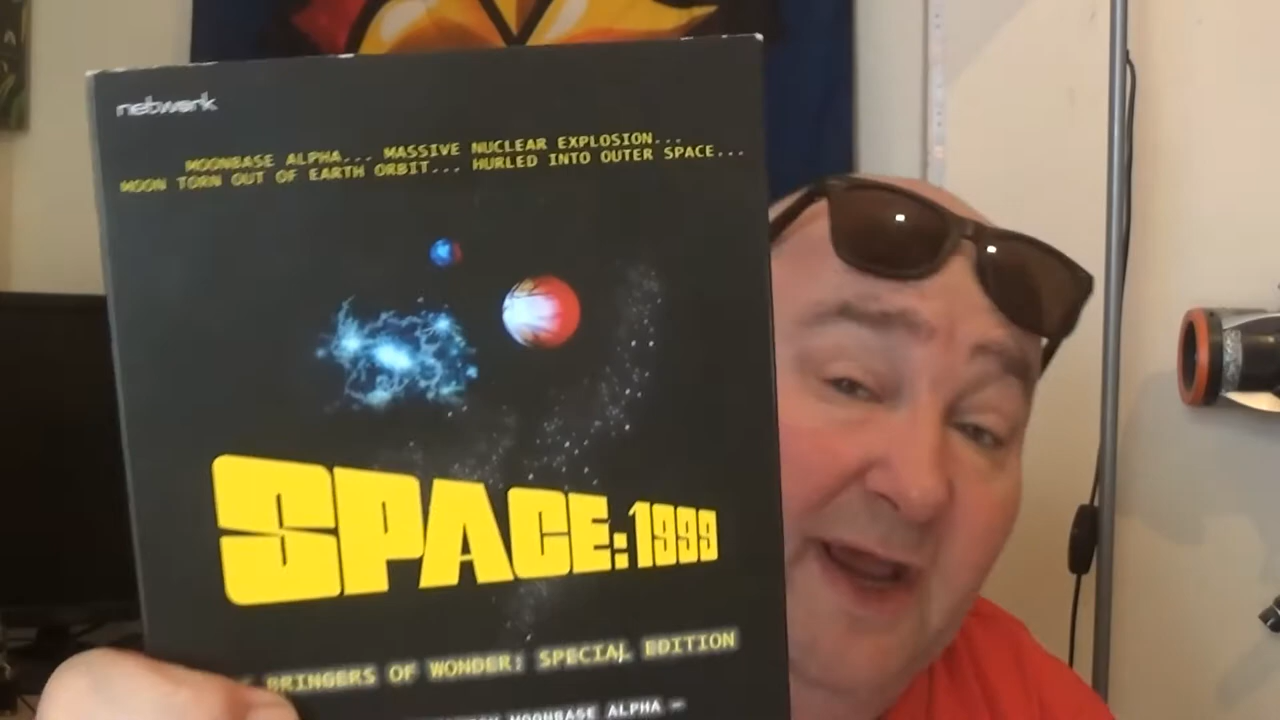 network
MOONBASE ALPHA... MASSIVE NUCLEAR EXPLOSION...
MOON TORN OUT OF EARTH ORBIT... HURLED INTO OUTER SPACE...
SPACE: 1999
BRINGERS OF WONDER: SPECIAL EDITION
MOONBASE ALPHA –